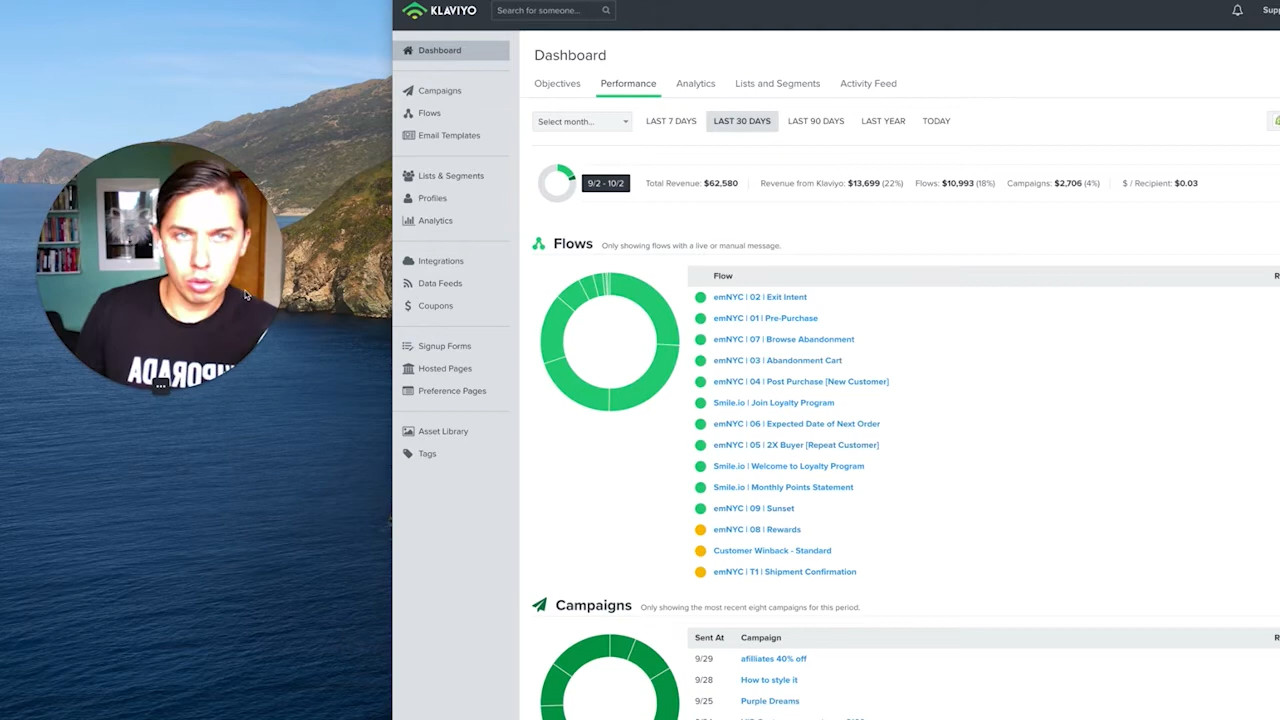 KLAVIYO
Search for someone...
Dashboard
Campaigns
Flows
Email Templates
Lists & Segments
Profiles
Analytics
Integrations
Data Feeds
Coupons
Signup Forms
Hosted Pages
Preference Pages
Asset Library
Tags
Dashboard
Objectives Performance Analytics Lists and Segments Activity Feed
Select month... LAST 7 DAYS LAST 30 DAYS LAST 90 DAYS LAST YEAR TODAY
9/2 - 10/2 Total Revenue: $62,580 Revenue from Klaviyo: $13,699 (22%) Flows: $10,993 (18%) Campaigns: $2,706 (4%) $ / Recipient: $0.03
Flows Only showing flows with a live or manual message.
Flow
emNYC | 02 | Exit Intent
emNYC | 01 | Pre-Purchase
emNYC | 07 | Browse Abandonment
emNYC | 03 | Abandonment Cart
emNYC | 04 | Post Purchase [New Customer]
Smile.io | Join Loyalty Program
emNYC | 06 | Expected Date of Next Order
emNYC | 05 | 2X Buyer [Repeat Customer]
Smile.io | Welcome to Loyalty Program
Smile.io | Monthly Points Statement
emNYC | 09 | Sunset
emNYC | 08 | Rewards
Customer Winback - Standard
emNYC | T1 | Shipment Confirmation
Campaigns Only showing the most recent eight campaigns for this period.
Sent At Campaign
9/29 afilliates 40% off
9/28 How to style it
9/25 Purple Dreams